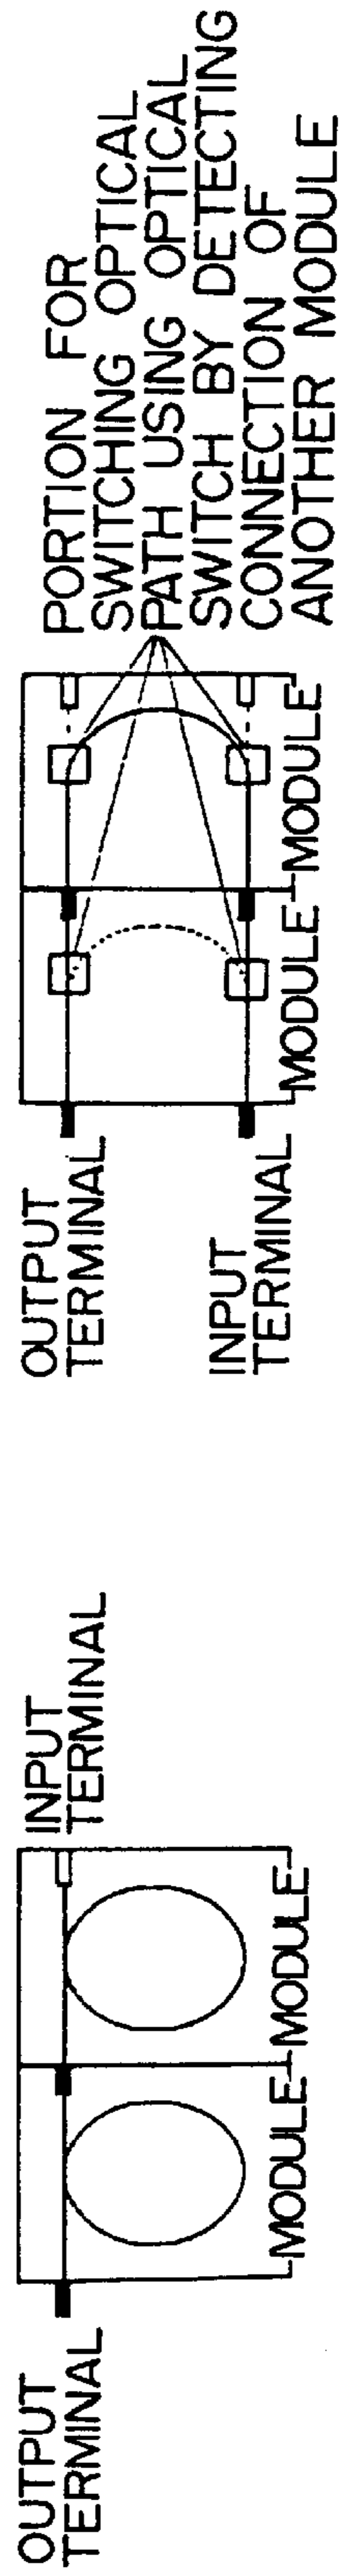 OUTPUT
TERMINAL
MODULE
MODULE
INPUT
TERMINAL
OUTPUT
TERMINAL
INPUT
TERMINAL
MODULE
MODULE
PORTION FOR
SWITCHING OPTICAL
PATH USING OPTICAL
SWITCH BY DETECTING
CONNECTION OF
ANOTHER MODULE